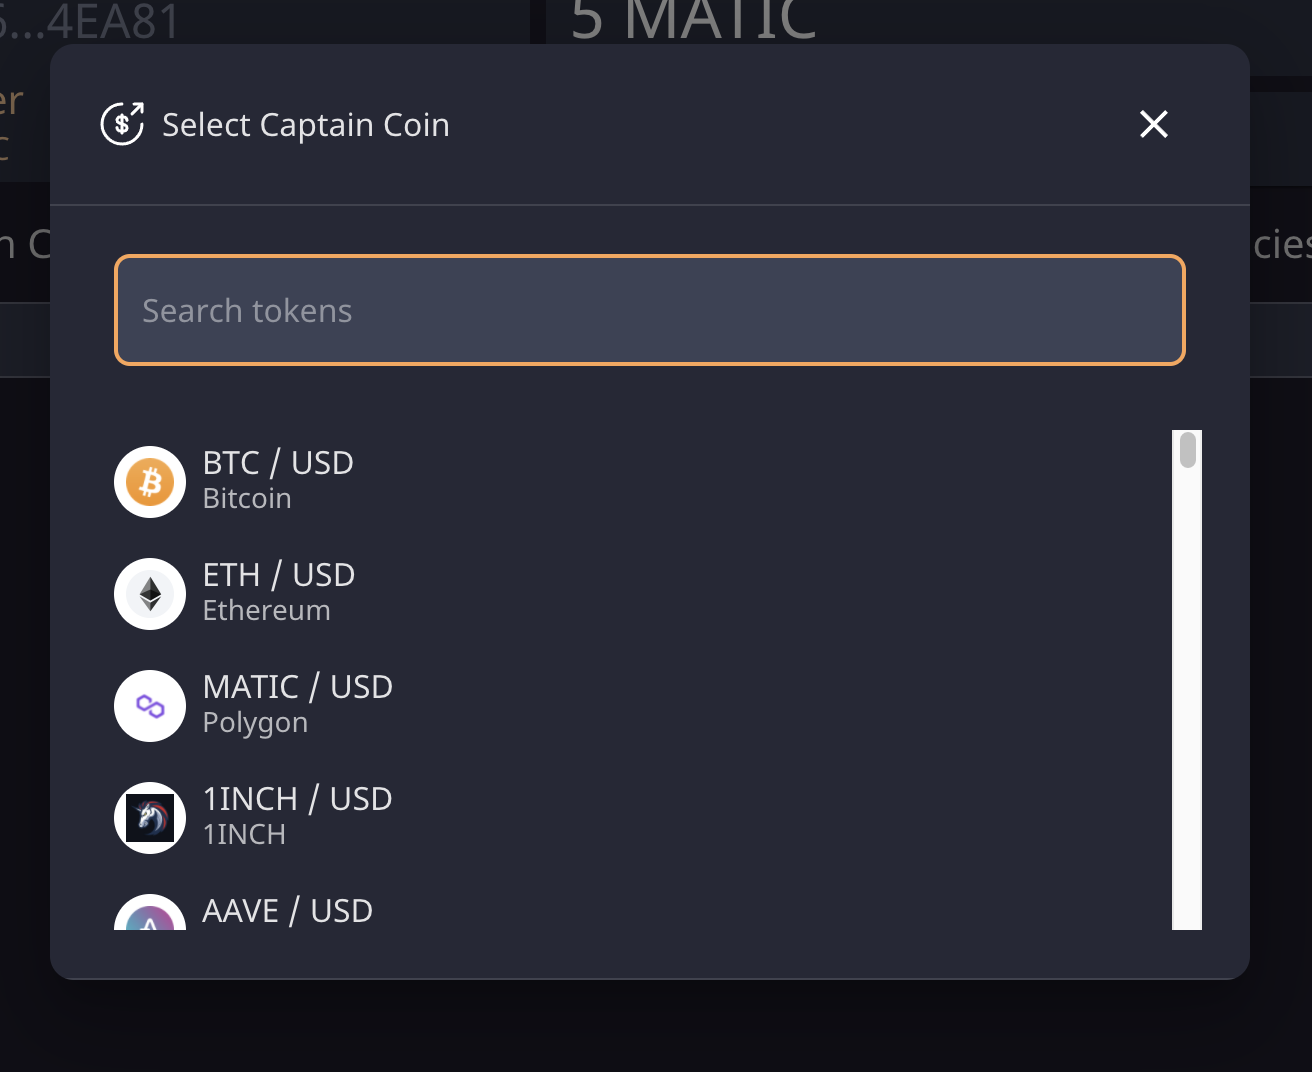 6...4EA81
5 MATIC
er
C
Select Captain Coin
n C
cies
Search tokens
BTC / USD
Bitcoin
ETH / USD
Ethereum
MATIC / USD
Polygon
1INCH / USD
1INCH
AAVE / USD